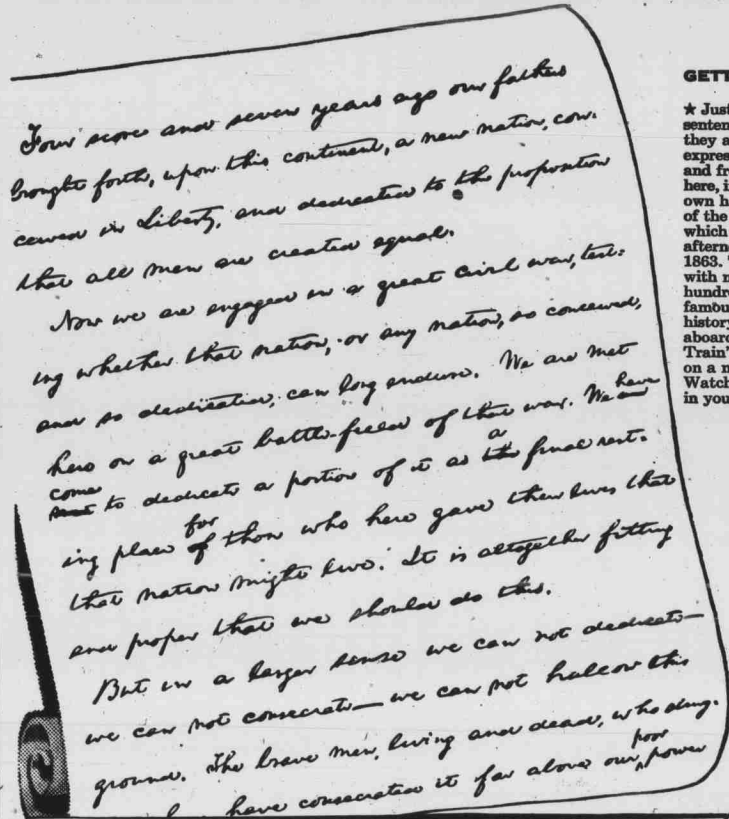 Four score and seven years ago our fathers
brought forth, upon this continent, a new nation, con-
ceived in Liberty, and dedicated to the proposition
that all men are created equal.
Now we are engaged in a great civil war, test-
ing whether that nation, or any nation, so conceived,
and so dedicated, can long endure. We are met
here on a great battle-field of that war. We have
come
to dedicate a portion of it as a the final rest-
for
ing place of those who here gave their lives that
that nation might live. It is altogether fitting
and proper that we should do this.
But in a larger sense we can not dedicate—
we can not consecrate—we can not hallow this
ground. The brave men, living and dead, who strug-
poor
have consecrated it far above our power
GETT
★ Just
senten
they a
expres
and fr
here, i
own h
of the
which
aftern
1863.
with m
hundre
famou
history
aboard
Train'
on a n
Watch
in you